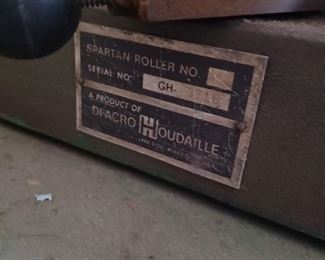 SPARTAN ROLLER NO.
SERIAL NO. GH-
A PRODUCT OF
DI-ACRO HOUDAILLE